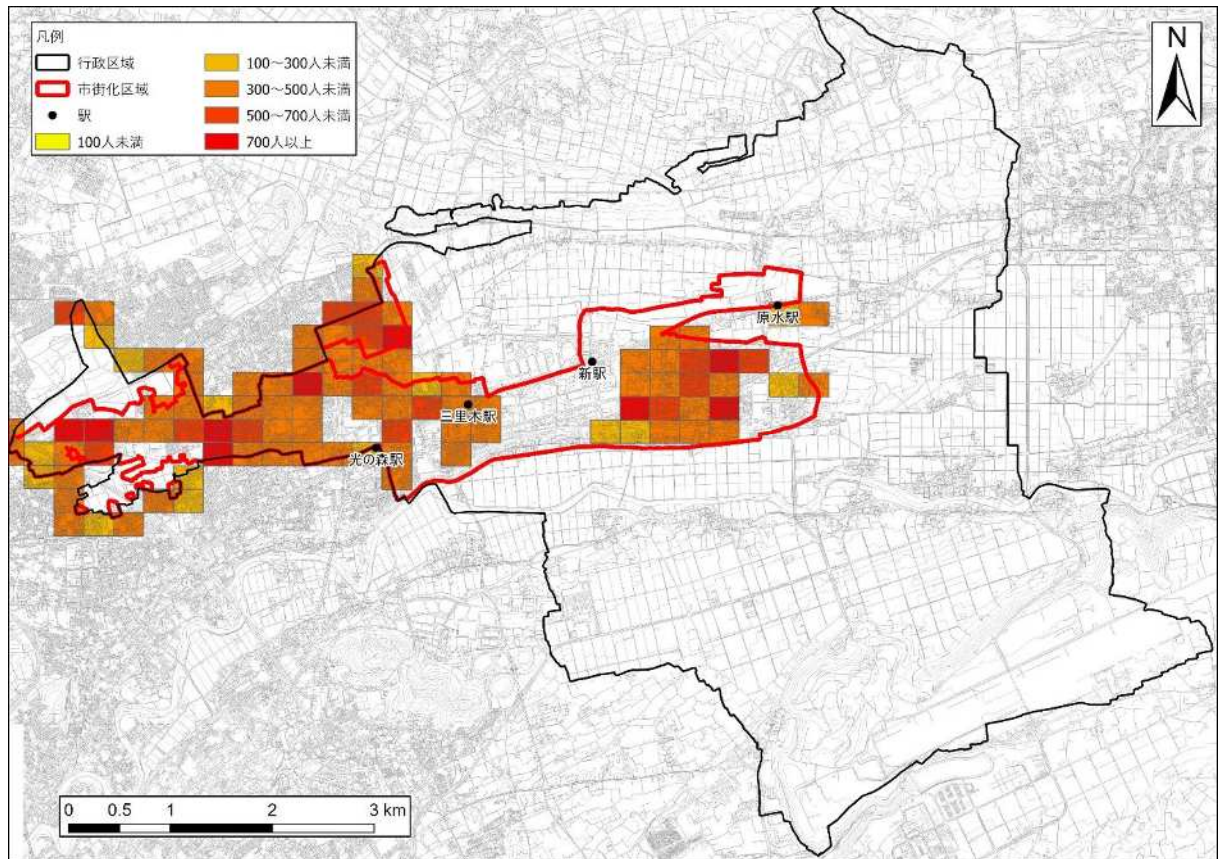 凡例
行政区域
市街化区域
駅
100人未満
100～300人未満
300～500人未満
500～700人未満
700人以上
N
原水駅
新駅
三里木駅
光の森駅
0 0.5 1 2 3 km